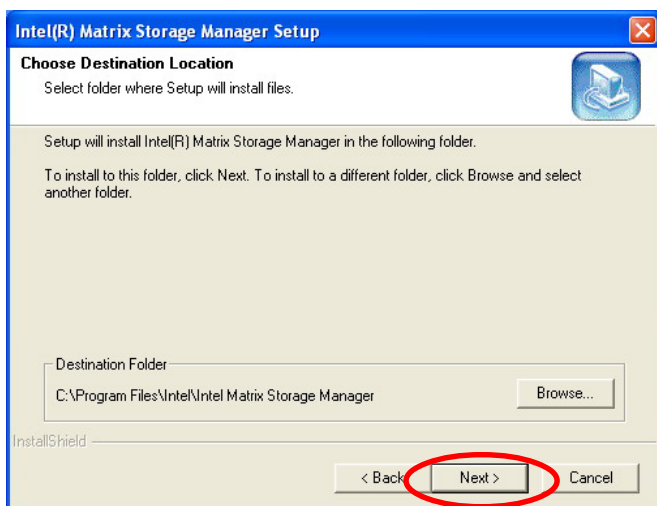 Intel(R) Matrix Storage Manager Setup
Choose Destination Location
Select folder where Setup will install files.
Setup will install Intel(R) Matrix Storage Manager in the following folder.
To install to this folder, click Next. To install to a different folder, click Browse and select
another folder.
Destination Folder
C:\Program Files\Intel\Intel Matrix Storage Manager
Browse...
InstallShield
< Back
Next >
Cancel